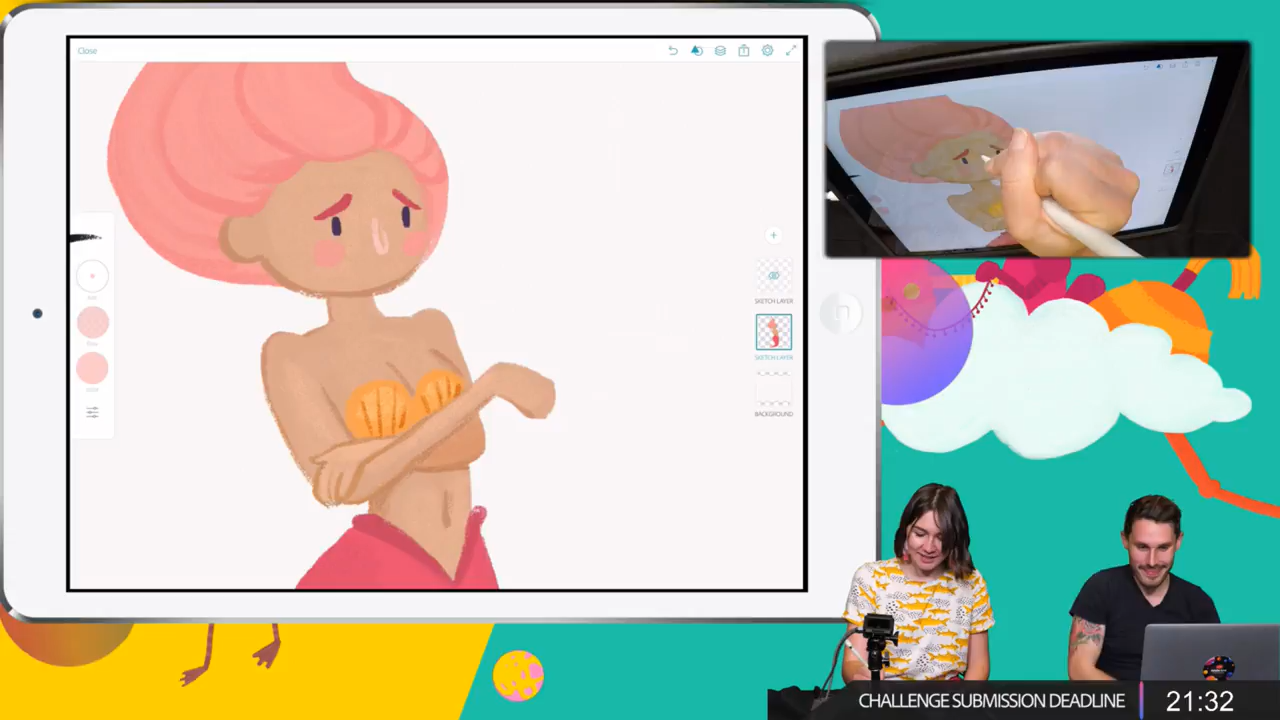 Close
SKETCH LAYER
SKETCH LAYER
BACKGROUND
CHALLENGE SUBMISSION DEADLINE 21:32